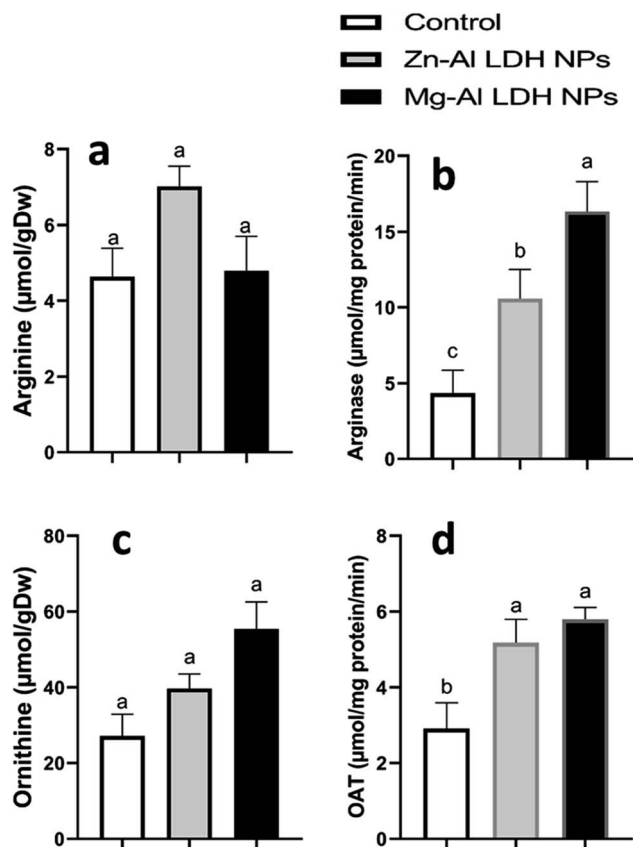 Control
Zn-Al LDH NPs
Mg-Al LDH NPs
a
Arginine (µmol/gDw)
8
6
4
2
0
a
a
a
b
Arginase (µmol/mg protein/min)
20
15
10
5
0
c
b
a
c
Ornithine (µmol/gDw)
80
60
40
20
0
a
a
a
d
OAT (µmol/mg protein/min)
8
6
4
2
0
b
a
a